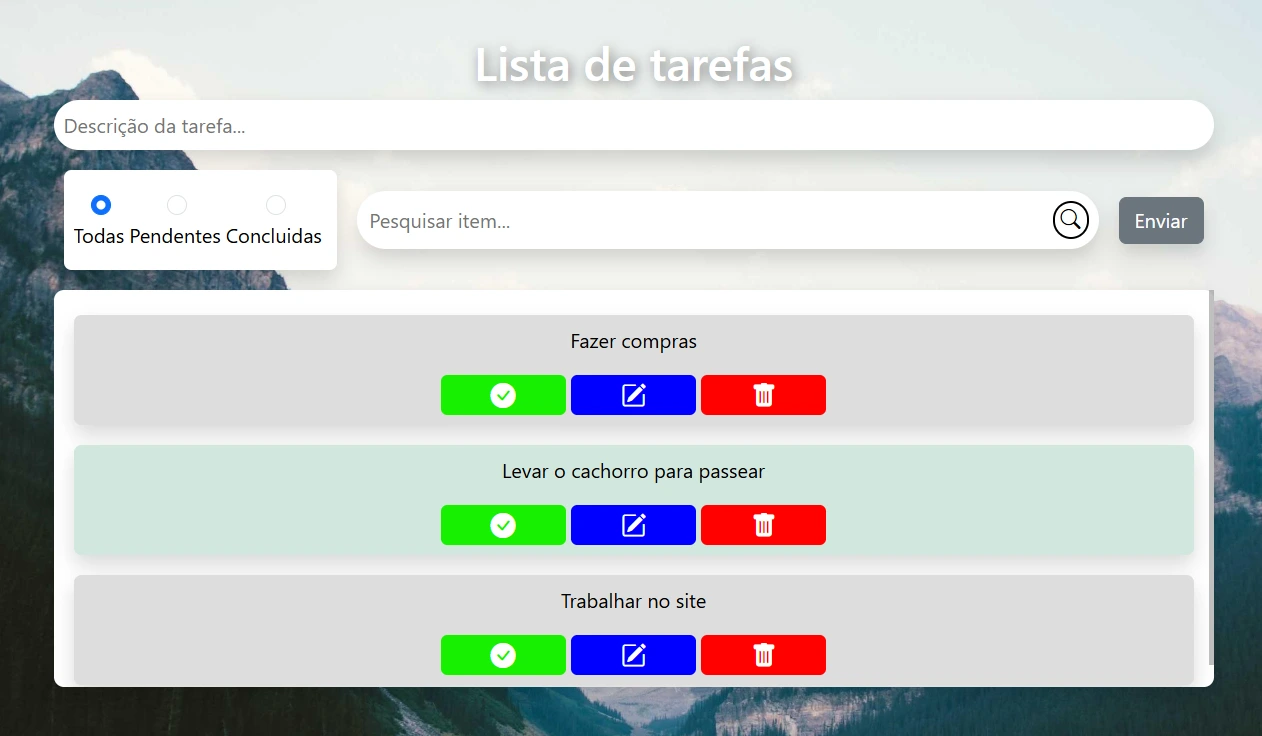 Lista de tarefas
Descrição da tarefa...
Todas Pendentes Concluidas
Pesquisar item...
Enviar
Fazer compras
Levar o cachorro para passear
Trabalhar no site